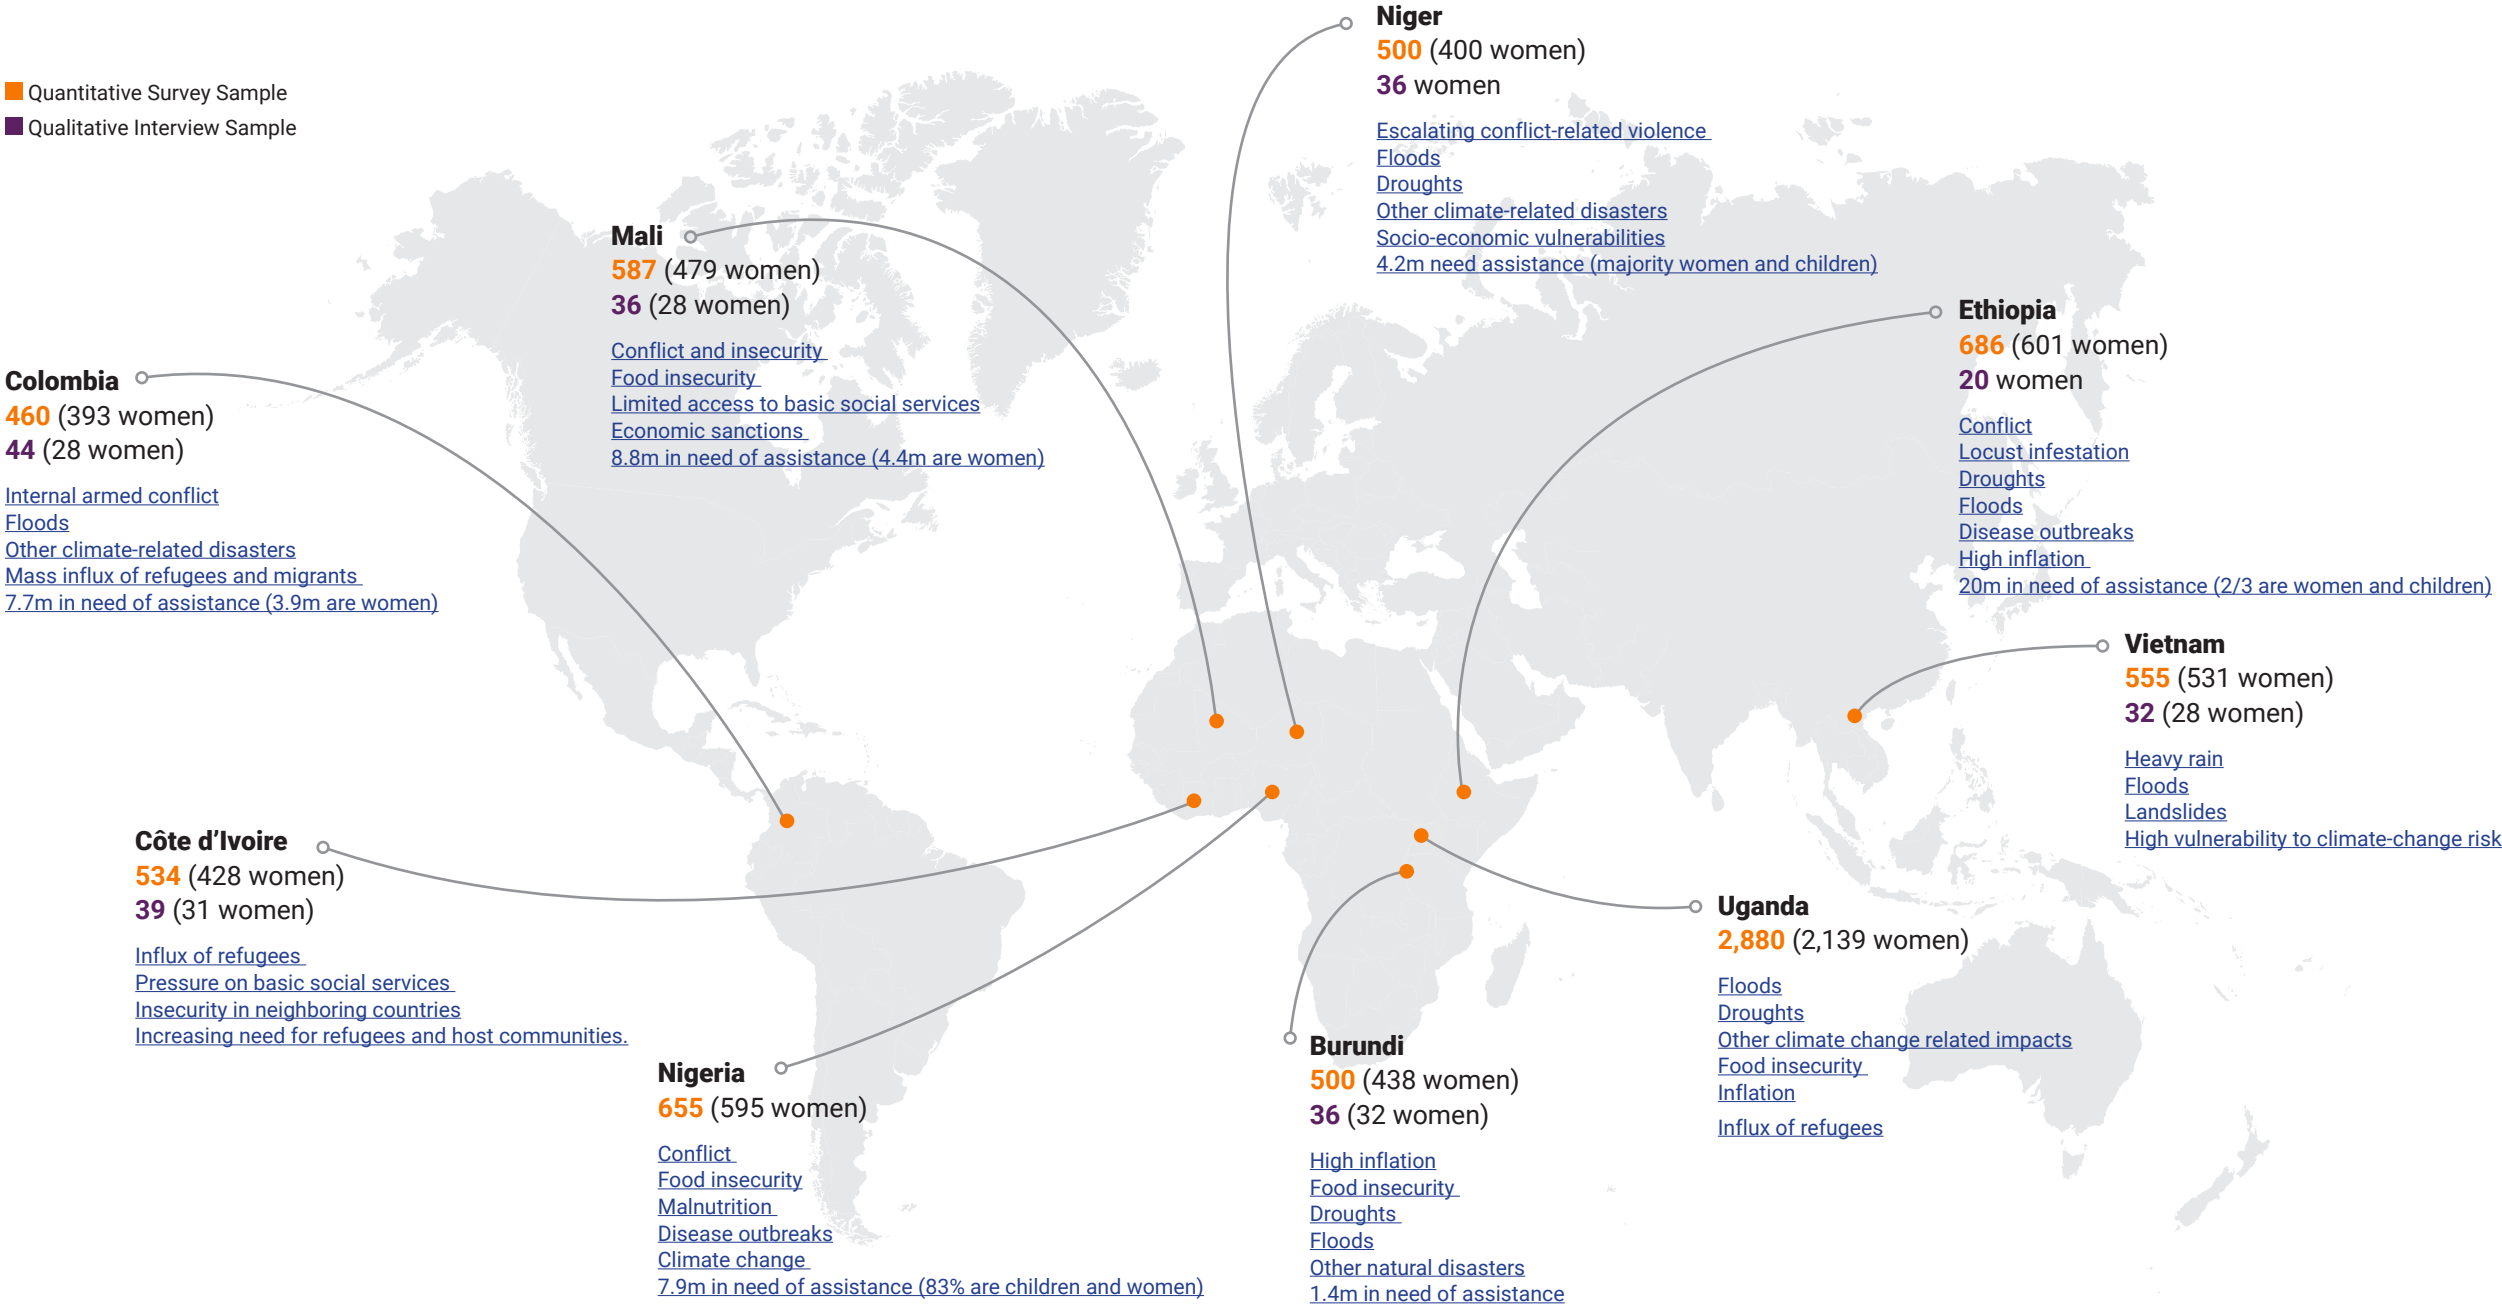 Quantitative Survey Sample
Qualitative Interview Sample
Niger
500 (400 women)
36 women
Escalating conflict-related violence
Floods
Droughts
Other climate-related disasters
Socio-economic vulnerabilities
4.2m need assistance (majority women and children)
Mali
587 (479 women)
36 (28 women)
Conflict and insecurity
Food insecurity
Limited access to basic social services
Economic sanctions
8.8m in need of assistance (4.4m are women)
Ethiopia
686 (601 women)
20 women
Conflict
Locust infestation
Droughts
Floods
Disease outbreaks
High inflation
20m in need of assistance (2/3 are women and children)
Colombia
460 (393 women)
44 (28 women)
Internal armed conflict
Floods
Other climate-related disasters
Mass influx of refugees and migrants
7.7m in need of assistance (3.9m are women)
Vietnam
555 (531 women)
32 (28 women)
Heavy rain
Floods
Landslides
High vulnerability to climate-change risk
Côte d’Ivoire
534 (428 women)
39 (31 women)
Influx of refugees
Pressure on basic social services
Insecurity in neighboring countries
Increasing need for refugees and host communities.
Uganda
2,880 (2,139 women)
Floods
Droughts
Other climate change related impacts
Food insecurity
Inflation
Influx of refugees
Nigeria
655 (595 women)
Conflict
Food insecurity
Malnutrition
Disease outbreaks
Climate change
7.9m in need of assistance (83% are children and women)
Burundi
500 (438 women)
36 (32 women)
High inflation
Food insecurity
Droughts
Floods
Other natural disasters
1.4m in need of assistance